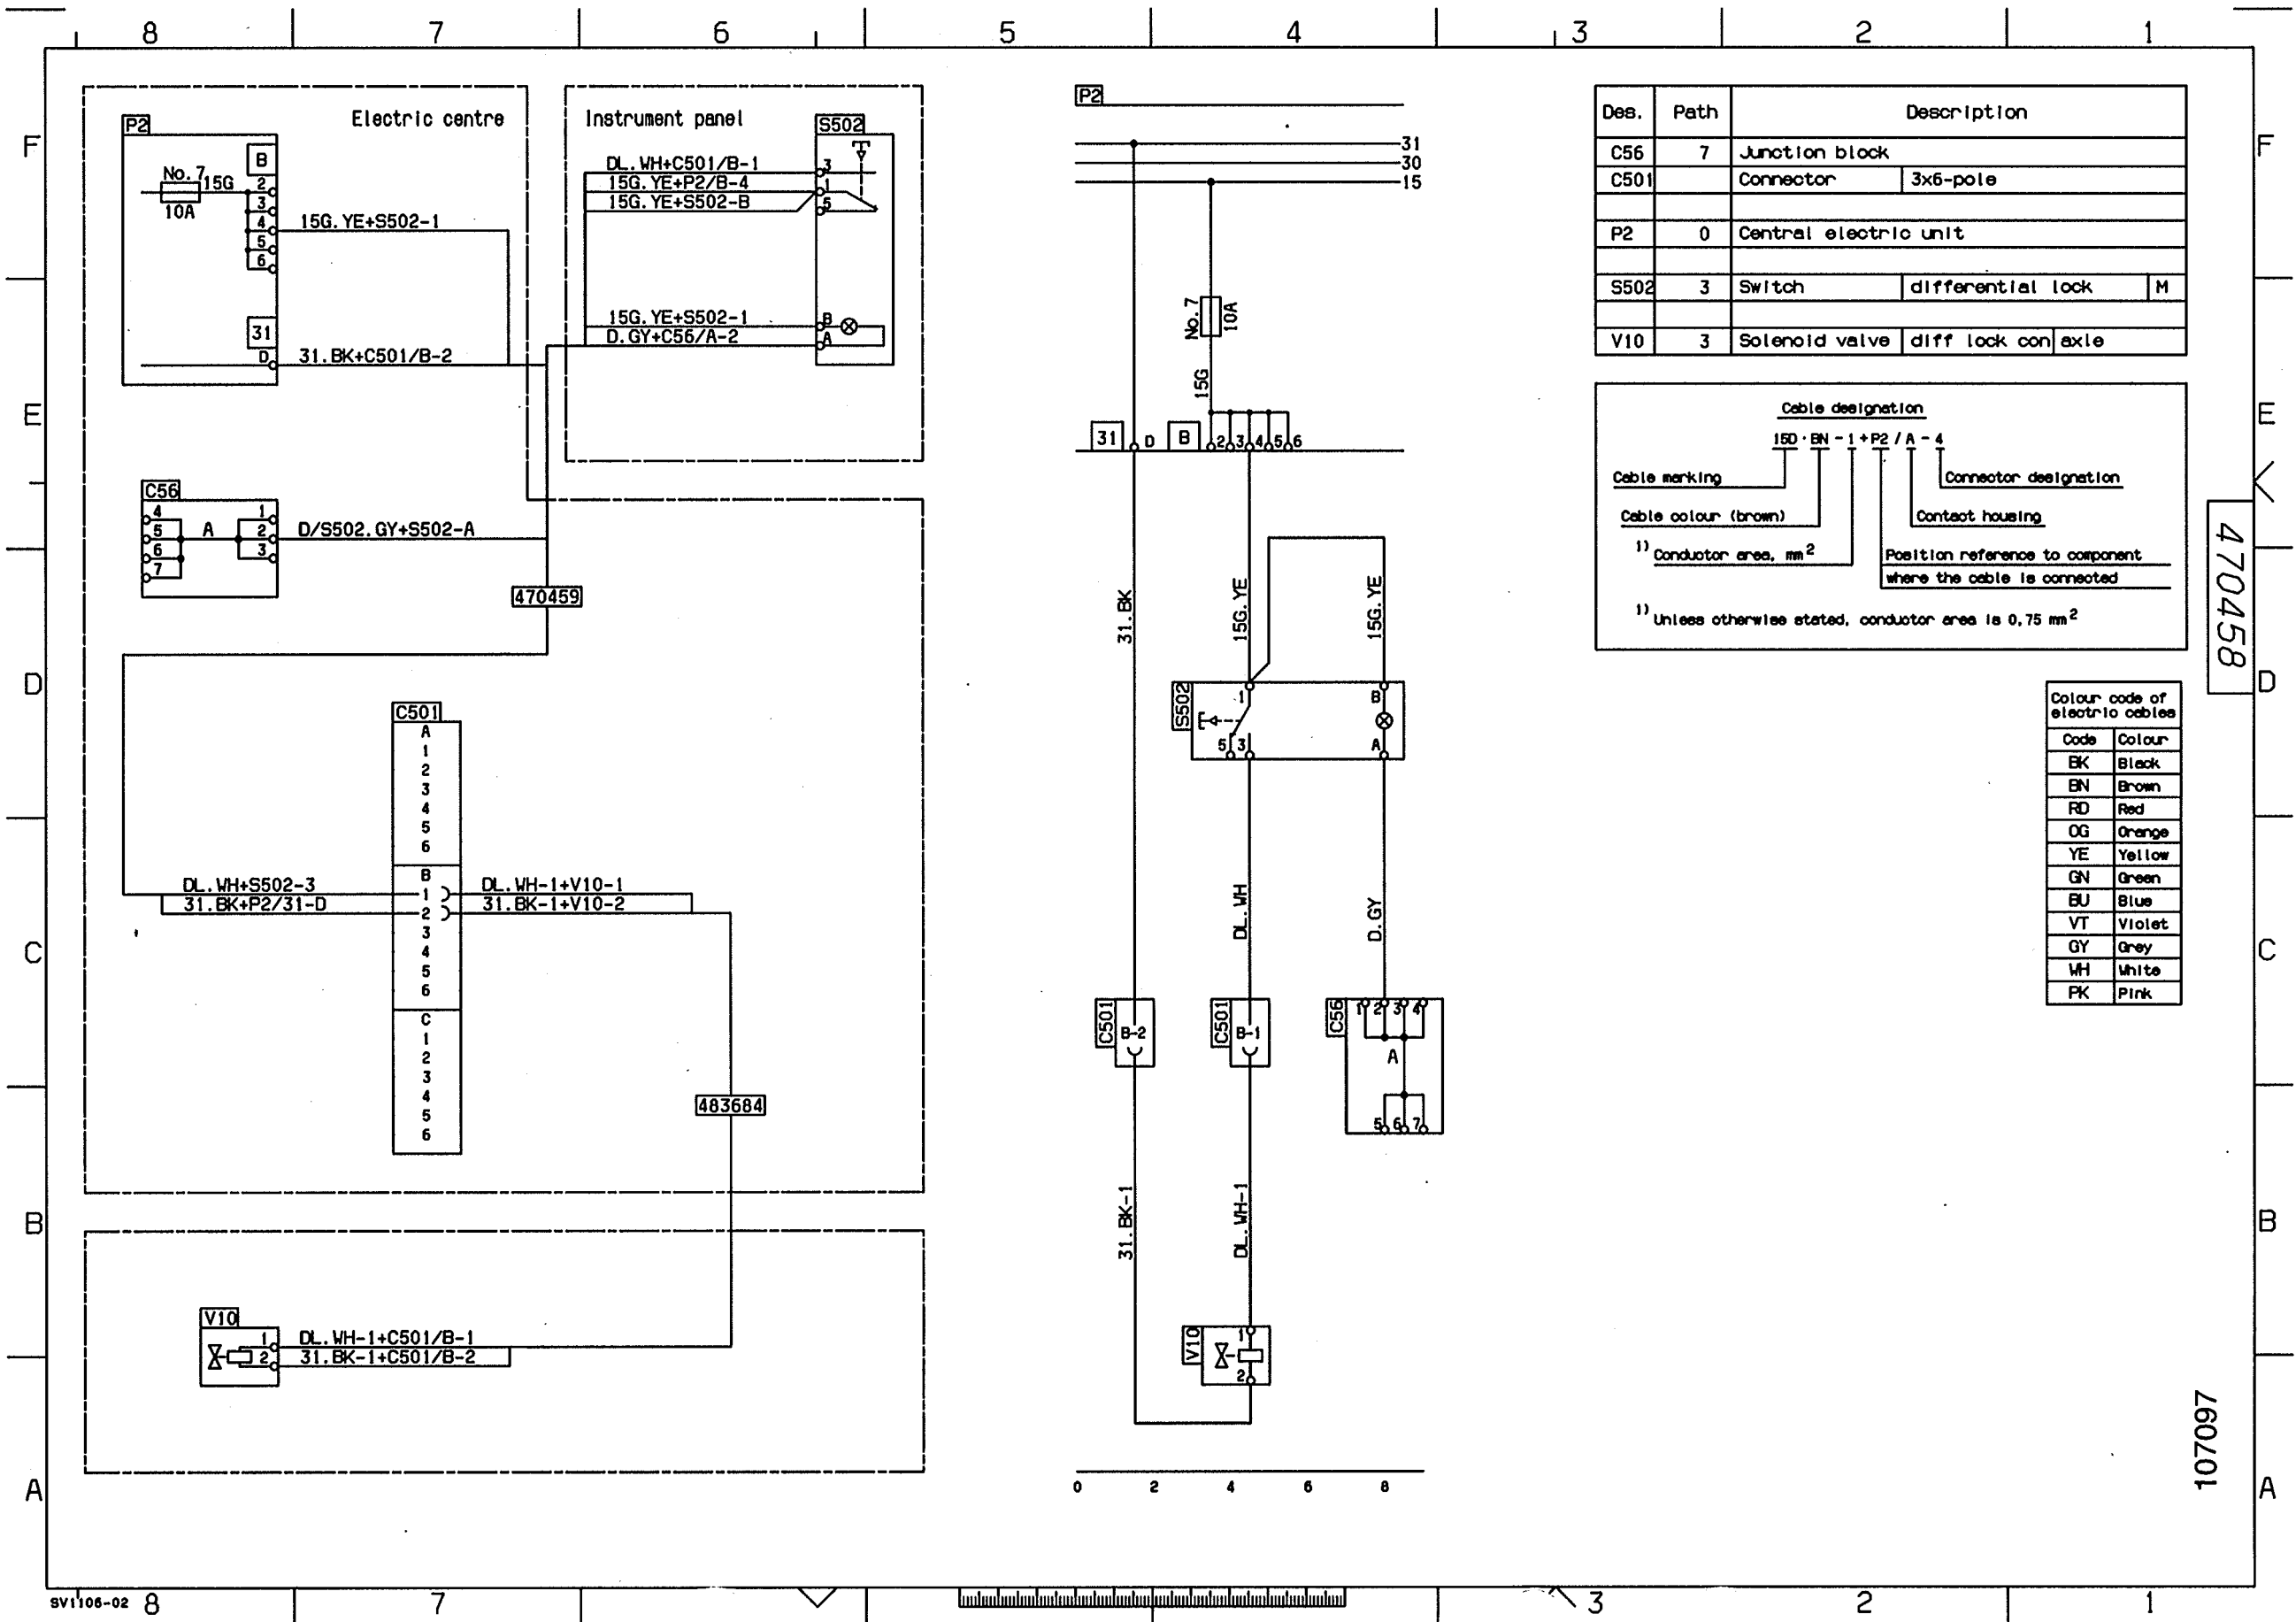 8 7 6 5 4 3 2 1
F
E
D
C
B
A
P2
Electric centre
B
No. 7
15G
10A
2
3
4
5
6
15G. YE+S502-1
31
D
31. BK+C501/B-2
Instrument panel
S502
DL. WH+C501/B-1
15G. YE+P2/B-4
15G. YE+S502-B
3
1
5
15G. YE+S502-1
D. GY+C56/A-2
B
A
C56
4
5
6
7
A
1
2
3
D/S502. GY+S502-A
470459
C501
A
1
2
3
4
5
6
B
1
2
3
4
5
6
C
1
2
3
4
5
6
DL. WH+S502-3
31. BK+P2/31-D
DL. WH-1+V10-1
31. BK-1+V10-2
483684
V10
1
2
DL. WH-1+C501/B-1
31. BK-1+C501/B-2
P2
31
30
15
No. 7
10A
15G
31 D B 2 3 4 5 6
31. BK
15G. YE
15G. YE
S502
1
B
5 3
A
DL. WH
D. GY
C501
B-2
C501
B-1
C56
1 2 3 4
A
5 6 7
31. BK-1
DL. WH-1
V10
1
2
0 2 4 6 8
Des. Path Description
C56 7 Junction block
C501 Connector 3x6-pole
P2 0 Central electric unit
S502 3 Switch differential lock M
V10 3 Solenoid valve diff lock con axle
Cable designation
15D · BN - 1 + P2 / A - 4
Cable marking
Connector designation
Cable colour (brown)
Contact housing
1) Conductor area, mm2
Position reference to component
where the cable is connected
1) Unless otherwise stated, conductor area is 0,75 mm2
Colour code of
electric cables
Code Colour
BK Black
BN Brown
RD Red
OG Orange
YE Yellow
GN Green
BU Blue
VT Violet
GY Grey
WH White
PK Pink
F
E
D
C
B
A
470458
107097
SV1106-02
8 7 3 2 1